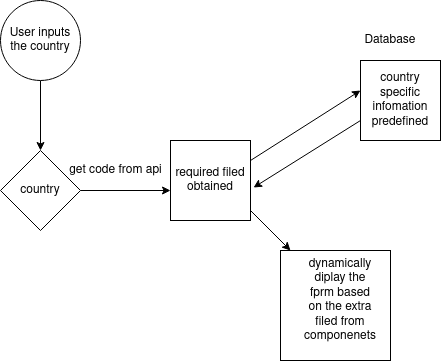 User inputs
the country
Database
country
specific
infomation
predefined
get code from api
country
required filed
obtained
dynamically
diplay the
fprm based
on the extra
filed from
componenets